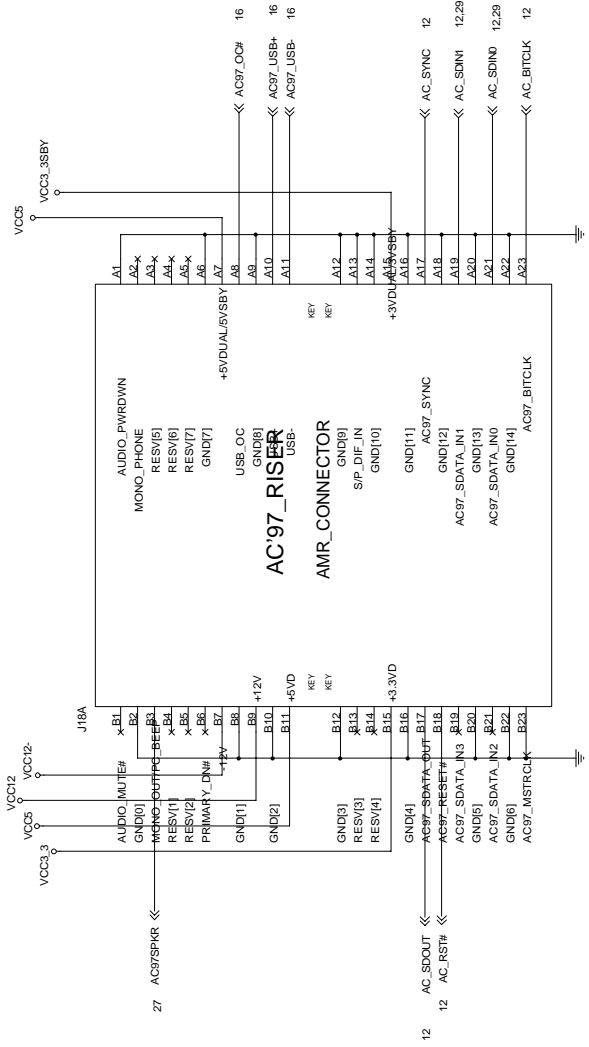 16
16
16
12
12,29
12,29
12
AC97_OC#
AC97_USB+
AC97_USB-
AC_SYNC
AC_SDIN1
AC_SDIN0
AC_BITCLK
VCC5
VCC3_3SBY
A1
A2
A3
A4
A5
A6
A7
A8
A9
A10
A11
A12
A13
A14
A15
A16
A17
A18
A19
A20
A21
A22
A23
+5VDUAL/5VSBY
KEY
KEY
+3VDUAL/3VSBY
AUDIO_PWRDWN
MONO_PHONE
RESV[5]
RESV[6]
RESV[7]
GND[7]
USB_OC
GND[8]
USB+
USB-
GND[9]
S/P_DIF_IN
GND[10]
GND[11]
AC97_SYNC
GND[12]
AC97_SDATA_IN1
GND[13]
AC97_SDATA_IN0
GND[14]
AC97_BITCLK
AC'97_RISER
AMR_CONNECTOR
+12V
+5VD
KEY
KEY
+3.3VD
J18A
B1
B2
B3
B4
B5
B6
B7
B8
B9
B10
B11
B12
B13
B14
B15
B16
B17
B18
B19
B20
B21
B22
B23
-12V
AUDIO_MUTE#
GND[0]
MONO_OUT/PC_BEEP
RESV[1]
RESV[2]
PRIMARY_DN#
GND[1]
GND[2]
GND[3]
RESV[3]
RESV[4]
GND[4]
AC97_SDATA_OUT
AC97_RESET#
AC97_SDATA_IN3
GND[5]
AC97_SDATA_IN2
GND[6]
AC97_MSTRCLK
VCC12-
VCC12
VCC5
VCC3_3
AC97SPKR
27
AC_SDOUT
12
AC_RST#
12